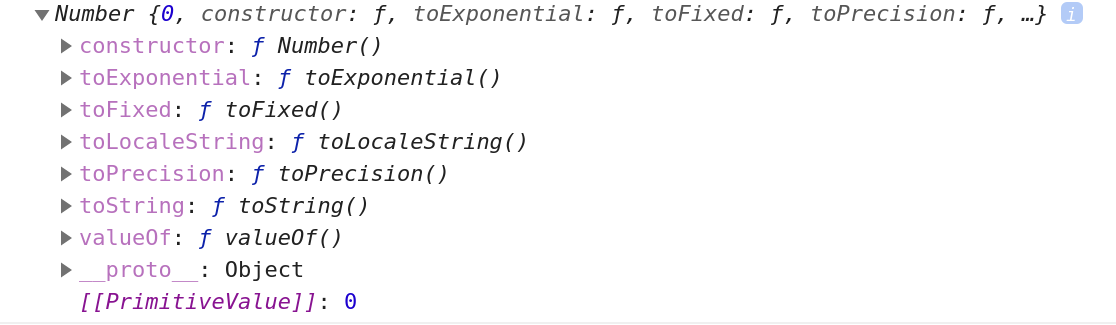 ▼Number {0, constructor: ƒ, toExponential: ƒ, toFixed: ƒ, toPrecision: ƒ, …} i
▶constructor: ƒ Number()
▶toExponential: ƒ toExponential()
▶toFixed: ƒ toFixed()
▶toLocaleString: ƒ toLocaleString()
▶toPrecision: ƒ toPrecision()
▶toString: ƒ toString()
▶valueOf: ƒ valueOf()
▶__proto__: Object
[[PrimitiveValue]]: 0